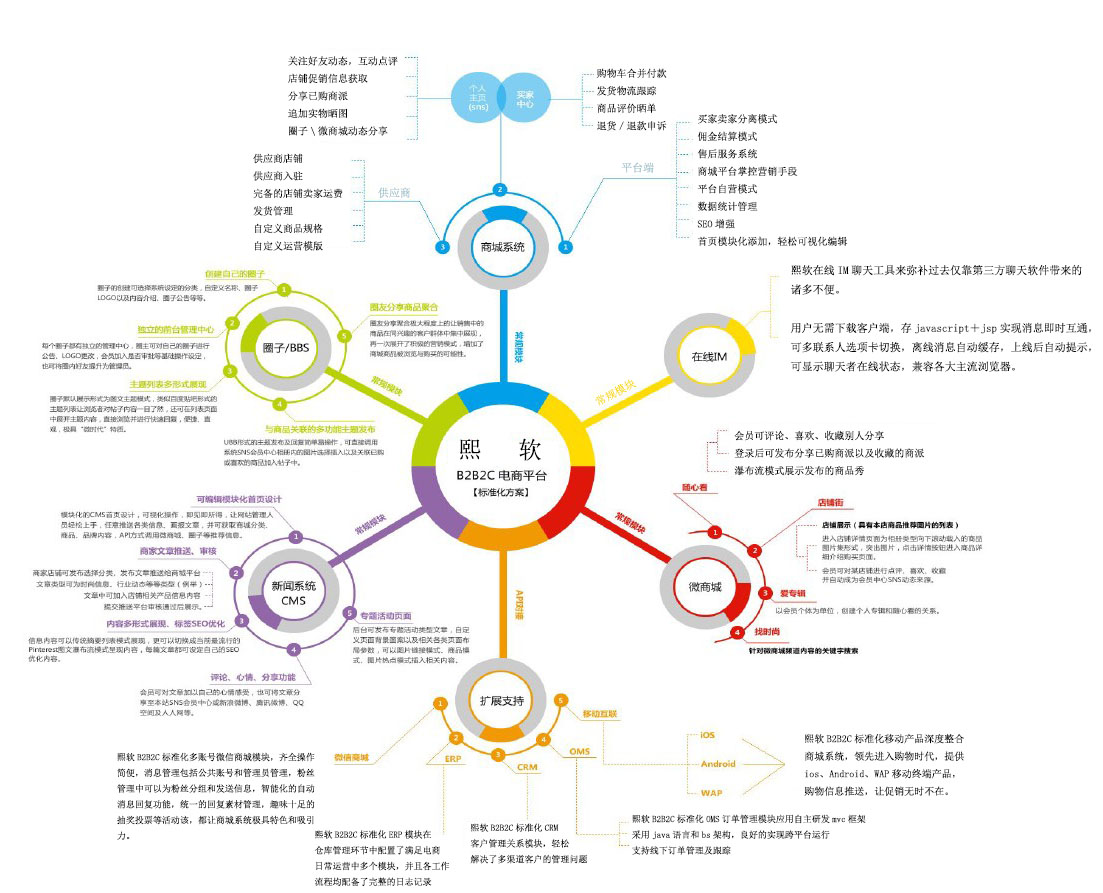 关注好友动态，互动点评
店铺促销信息获取
分享已购商派
追加实物晒图
圈子\微商城动态分享
个人
主页
(sns)
买家
中心
购物车合并付款
发货物流跟踪
商品评价晒单
退货/退款申诉
供应商店铺
供应商入驻
完备的店铺卖家运费
发货管理
自定义商品规格
自定义运营模版
供应商
平台端
买家卖家分离模式
佣金结算模式
售后服务系统
商城平台掌控营销手段
平台自营模式
数据统计管理
SEO 增强
首页模块化添加，轻松可视化编辑
2
3
1
商城系统
常规模块
创建自己的圈子
圈子的创建可选择系统设定的分类，自定义名称、圈子
LOGO以及内容介绍、圈子公告等等。
独立的前台管理中心
每个圈子都有独立的管理中心，圈主可对自己的圈子进行
公告、LOGO更改，会员加入是否审批等基础操作设定，
也可将圈内好友提升为管理员。
主题列表多形式展现
圈子默认展示形式为图文主题模式，类似百度贴吧形式的
主题列表让浏览者对帖子内容一目了然，还可在列表页面
中展开主题内容，直接浏览并进行快速回复，便捷、直
观，极具“微时代”特质。
与商品关联的多功能主题发布
UBB形式的主题发布及回复简单易操作，可直接调用
系统SNS会员中心相册内的图片选择插入以及关联已购
或喜欢的商品加入帖子中。
圈友分享商品聚合
圈友分享聚合极大程度上的让销售中的
商品在同兴趣的客户群体中集中展现，
再一次展开了积极的营销模式，增加了
商城商品被浏览与购买的可能性。
1
2
3
4
5
圈子/BBS
常规模块
在线IM
常规模块
熙软在线 IM 聊天工具来弥补过去仅靠第三方聊天软件带来的
诸多不便。
用户无需下载客户端，存 javascript＋jsp 实现消息即时互通，
可多联系人选项卡切换，离线消息自动缓存，上线后自动提示，
可显示聊天者在线状态，兼容各大主流浏览器。
熙 软
B2B2C 电商平台
【标准化方案】
会员可评论、喜欢、收藏别人分享
登录后可发布分享已购商派以及收藏的商派
瀑布流模式展示发布的商品秀
随心看
店铺街
店铺展示（具有本店商品推荐图片的列表）
进入店铺详情页面为相册类型向下滚动载入的商品
图片集形式，突出图片，点击详情按钮进入商品详
细介绍购买页面。
会员可对某店铺进行点评、喜欢、收藏
并自动成为会员中心SNS动态来源。
爱专辑
以会员个体为单位，创建个人专辑和随心看的关系。
找时尚
针对微商城频道内容的关键字搜索
1
2
3
4
微商城
常规模块
可编辑模块化首页设计
模块化的CMS首页设计，可视化操作，即见即所得，让网站管理人
员轻松上手，任意推送各类信息、画报文章，并可获取商城分类、
商品、品牌内容，API方式调用微商城、圈子等推荐信息。
商家文章推送、审核
商家店铺可发布选择分类，发布文章推送给商城平台
文章类型可为时尚信息、行业动态等等类型（例举）
文章中可加入店铺相关产品信息内容
提交推送平台审核通过后展示。
内容多形式展现、标签SEO优化
信息内容可以传统摘要列表模式展现，更可以切换成当前最流行的
Pinterest图文瀑布流模式呈现内容，每篇文章都可设定自己的SEO
优化内容。
评论、心情、分享功能
会员可对文章加以自己的心情感受，也可将文章分
享至本站SNS会员中心或新浪微博、腾讯微博、QQ
空间及人人网等。
专题活动页面
后台可发布专题活动类型文章，自定
义页面背景图案以及相关各类页面布
局参数，可以图片链接模式、商品模
式、图片热点模式插入相关内容。
1
2
3
4
5
新闻系统
CMS
常规模块
API对接
扩展支持
1
2
3
4
5
微信商城
ERP
CRM
OMS
移动互联
iOS
Android
WAP
熙软 B2B2C 标准化移动产品深度整合
商城系统，领先进入购物时代，提供
ios、Android、WAP 移动终端产品，
购物信息推送，让促销无时不在。
熙软 B2B2C 标准化多账号微信商城模块，齐全操作
简便，消息管理包括公共账号和管理员管理，粉丝
管理中可以为粉丝分组和发送信息，智能化的自动
消息回复功能，统一的回复素材管理，趣味十足的
抽奖投票等活动该，都让商城系统极具特色和吸引
力。
熙软 B2B2C 标准化 ERP 模块在
仓库管理环节中配置了满足电商
日常运营中多个模块，并且各工作
流程均配备了完整的日志记录
熙软 B2B2C 标准化 CRM
客户管理关系模块，轻松
解决了多渠道客户的管理问题
熙软 B2B2C 标准化 OMS 订单管理模块应用自主研发 mvc 框架
采用 java 语言和 bs 架构，良好的实现跨平台运行
支持线下订单管理及跟踪